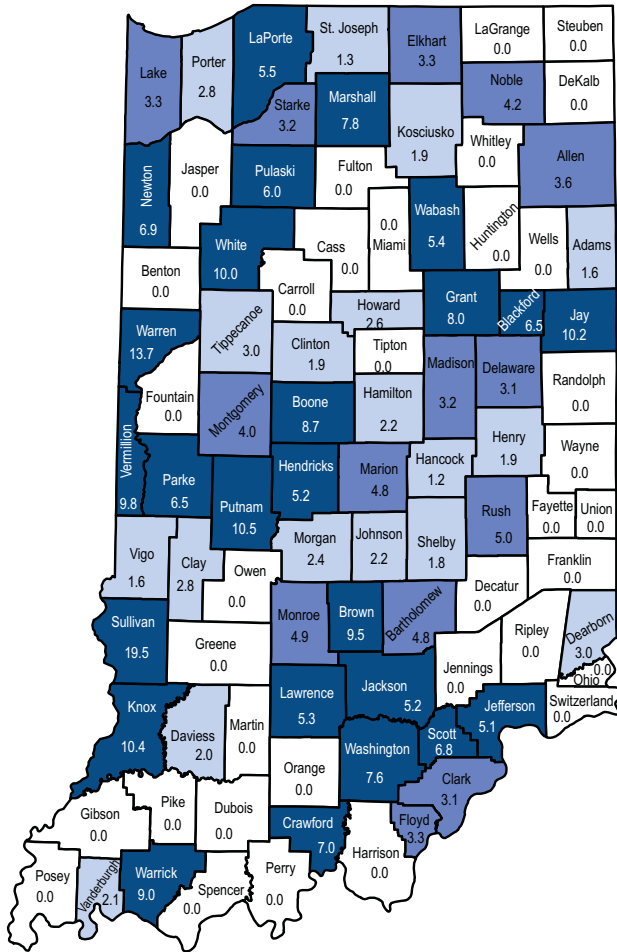 LaPorte
5.5
St. Joseph
1.3
Elkhart
3.3
LaGrange
0.0
Steuben
0.0
Lake
3.3
Porter
2.8
Starke
3.2
Marshall
7.8
Noble
4.2
DeKalb
0.0
Kosciusko
1.9
Whitley
0.0
Allen
3.6
Newton
6.9
Jasper
0.0
Pulaski
6.0
Fulton
0.0
White
10.0
Cass
0.0
0.0
Miami
Wabash
5.4
Huntington
0.0
Wells
0.0
Adams
1.6
Benton
0.0
Carroll
0.0
Howard
2.6
Grant
8.0
Blackford
6.5
Jay
10.2
Warren
13.7
Tippecanoe
3.0
Clinton
1.9
Tipton
0.0
Madison
3.2
Delaware
3.1
Randolph
0.0
Fountain
0.0
Montgomery
4.0
Boone
8.7
Hamilton
2.2
Henry
1.9
Wayne
0.0
Vermillion
9.8
Parke
6.5
Putnam
10.5
Hendricks
5.2
Marion
4.8
Hancock
1.2
Rush
5.0
Fayette
0.0
Union
0.0
Vigo
1.6
Clay
2.8
Owen
0.0
Morgan
2.4
Johnson
2.2
Shelby
1.8
Decatur
0.0
Franklin
0.0
Sullivan
19.5
Greene
0.0
Monroe
4.9
Brown
9.5
Bartholomew
4.8
Jennings
0.0
Ripley
0.0
Dearborn
3.0
0.0
Ohio
Knox
10.4
Daviess
2.0
Martin
0.0
Lawrence
5.3
Jackson
5.2
Jefferson
5.1
Switzerland
0.0
Orange
0.0
Washington
7.6
Scott
6.8
Clark
3.1
Gibson
0.0
Pike
0.0
Dubois
0.0
Crawford
7.0
Floyd
3.3
Harrison
0.0
Posey
0.0
Vanderburgh
2.1
Warrick
9.0
Spencer
0.0
Perry
0.0